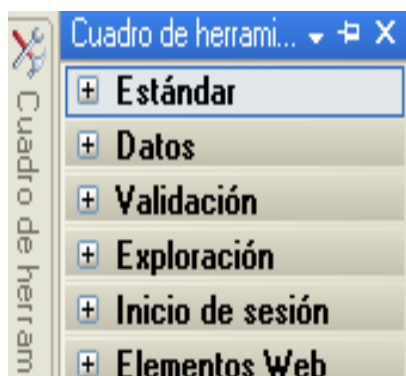 Cuadro de herrami...
Cuadro de herram
Estándar
Datos
Validación
Exploración
Inicio de sesión
Elementos Web